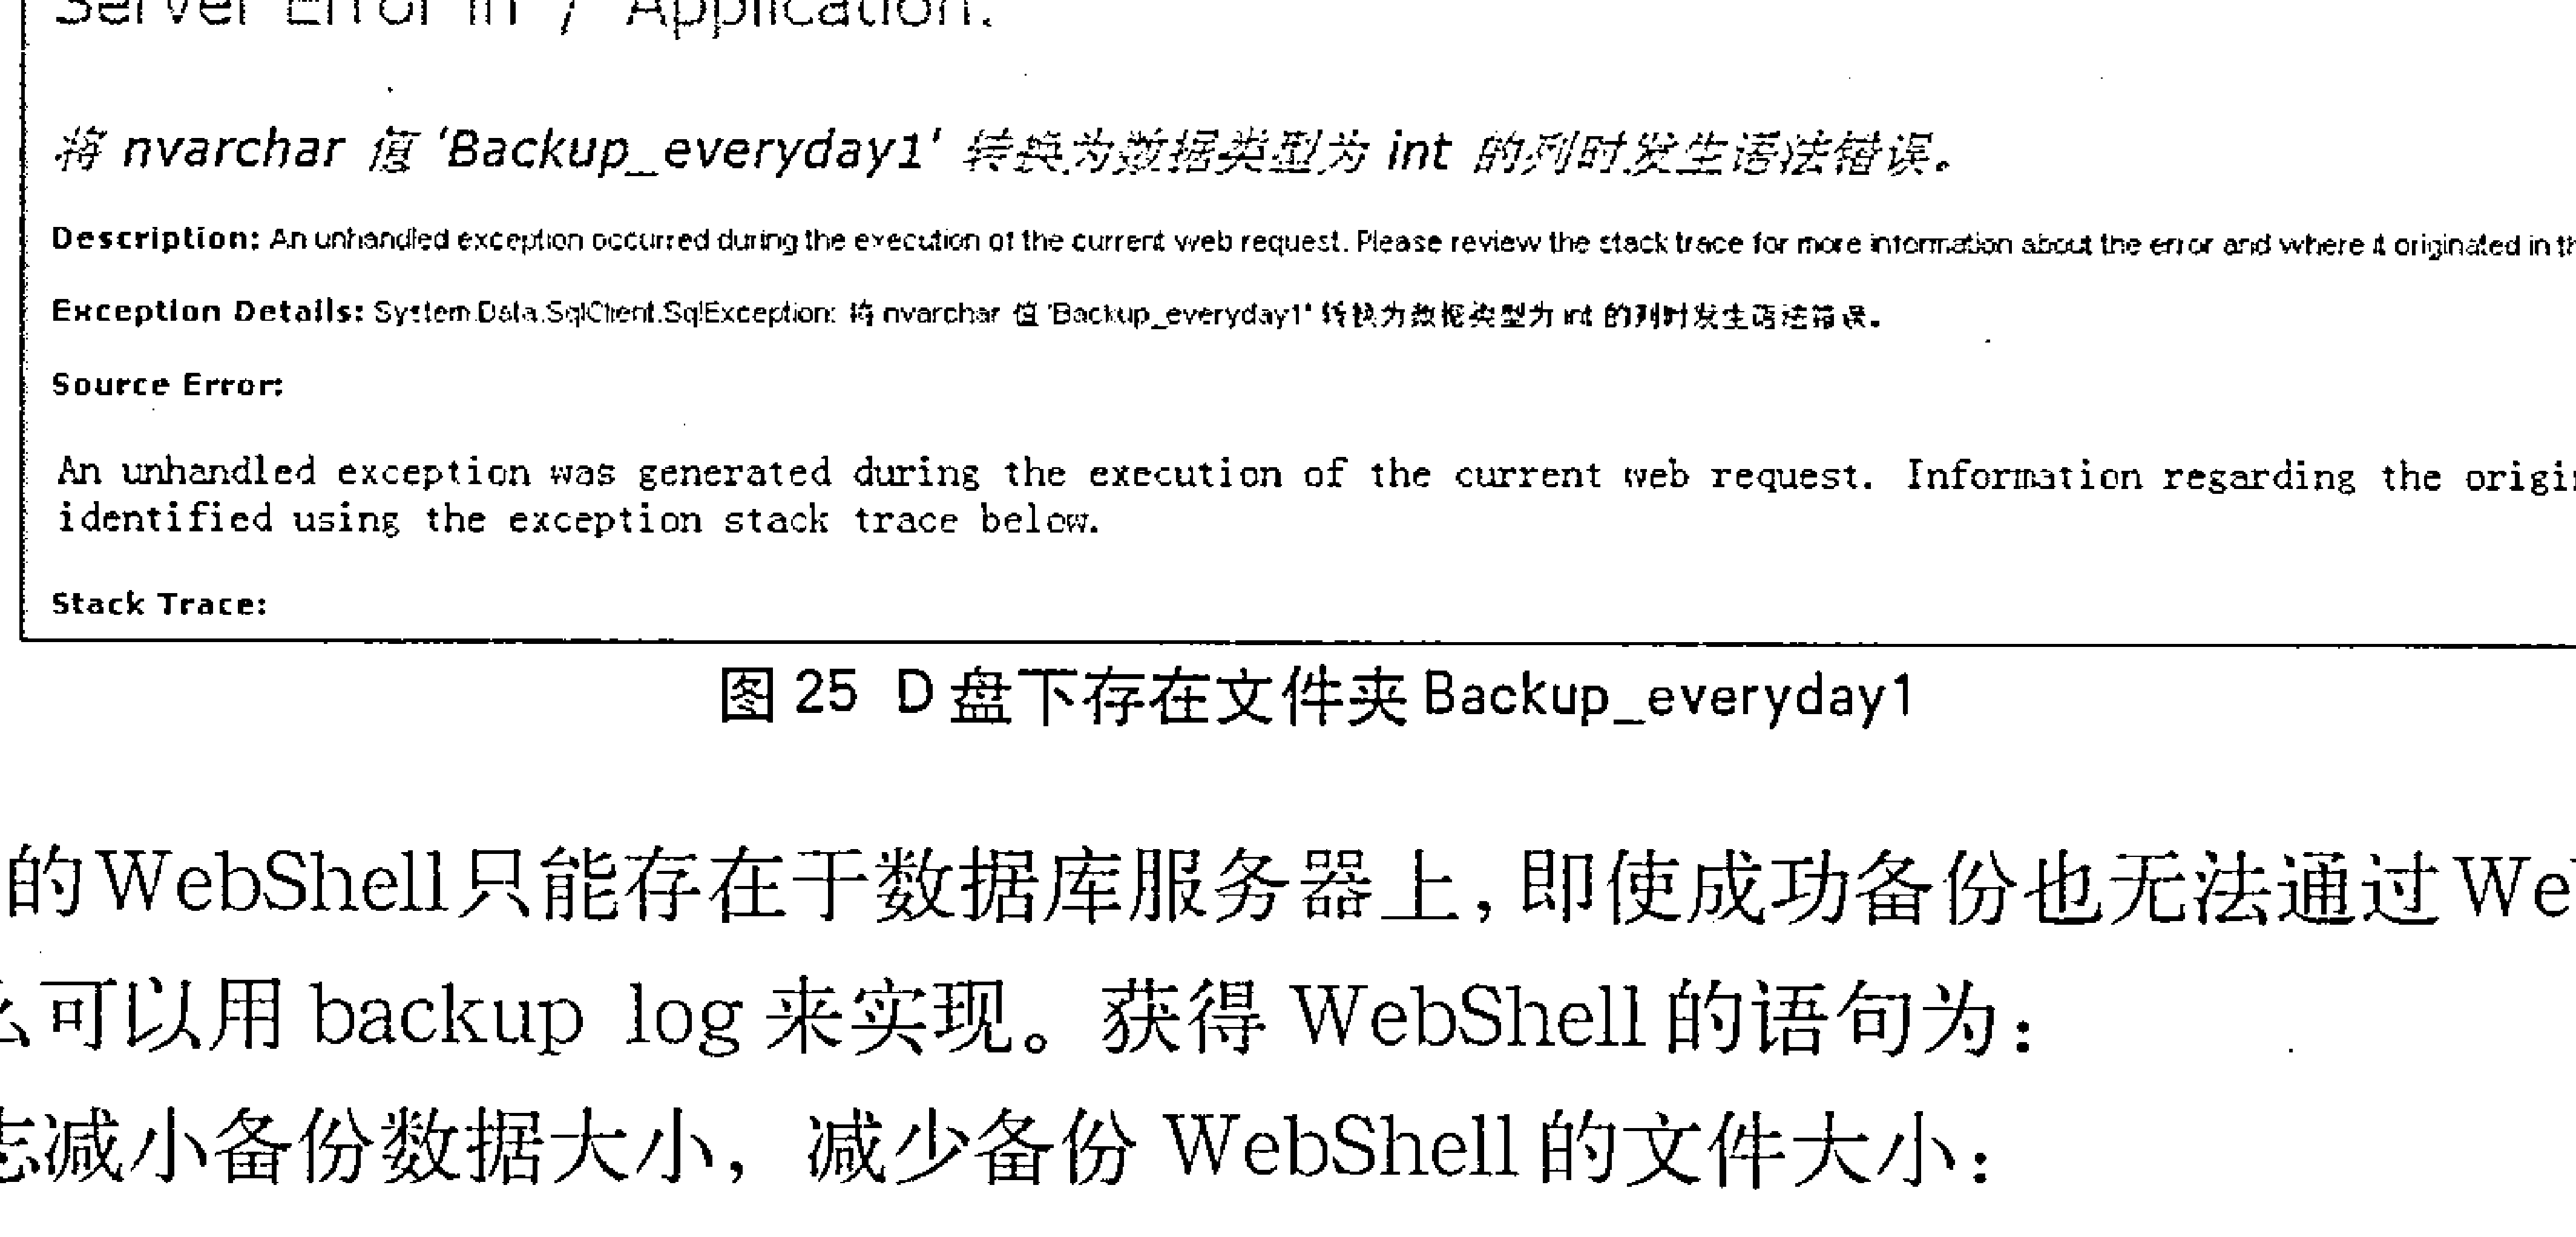 Server Error in '/' Application.
将 nvarchar 值 'Backup_everyday1' 转换为数据类型为 int 的列时发生语法错误。
Description: An unhandled exception occurred during the execution of the current web request. Please review the stack trace for more information about the error and where it originated in
Exception Details: System.Data.SqlClient.SqlException: 将 nvarchar 值 'Backup_everyday1' 转换为数据类型为 int 的列时发生语法错误。
Source Error:
An unhandled exception was generated during the execution of the current web request. Information regarding the
identified using the exception stack trace below.
Stack Trace:
图 25 D 盘下存在文件夹 Backup_everyday1
的WebShell只能存在于数据库服务器上,即使成功备份也无法通过
可以用 backup log 来实现。获得 WebShell 的语句为:
减小备份数据大小，减少备份 WebShell 的文件大小: